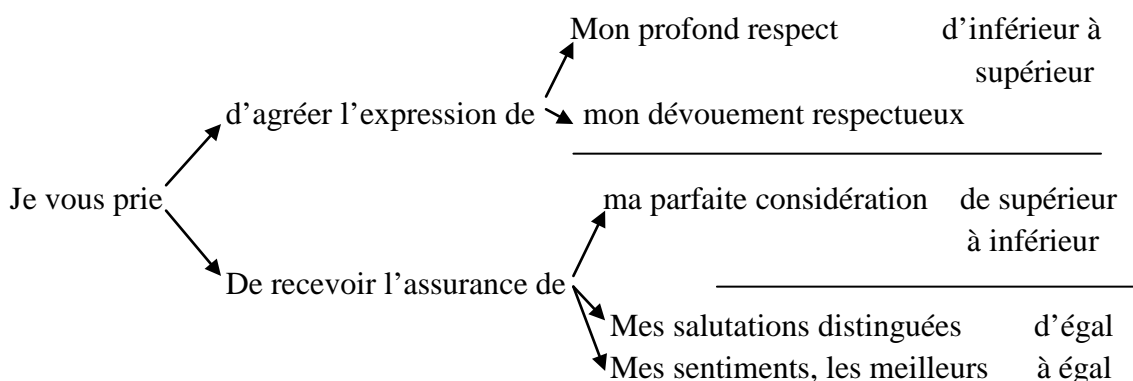 Mon profond respect d’inférieur à
supérieur
d’agréer l’expression de mon dévouement respectueux
Je vous prie ma parfaite considération de supérieur
à inférieur
De recevoir l’assurance de
Mes salutations distinguées d’égal
Mes sentiments, les meilleurs à égal